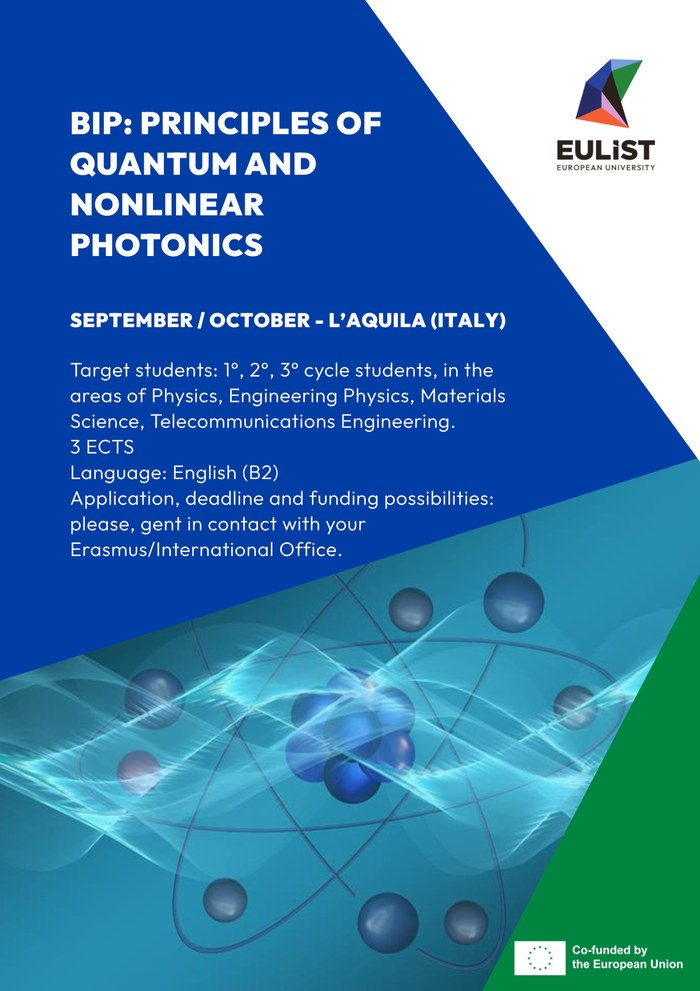 BIP: PRINCIPLES OF
QUANTUM AND
NONLINEAR
PHOTONICS
EULiST
EUROPEAN UNIVERSITY
SEPTEMBER / OCTOBER - L'AQUILA (ITALY)
Target students: 1°, 2°, 3° cycle students, in the
areas of Physics, Engineering Physics, Materials
Science, Telecommunications Engineering.
3 ECTS
Language: English (B2)
Application, deadline and funding possibilities:
please, gent in contact with your
Erasmus/International Office.
Co-funded by
the European Union